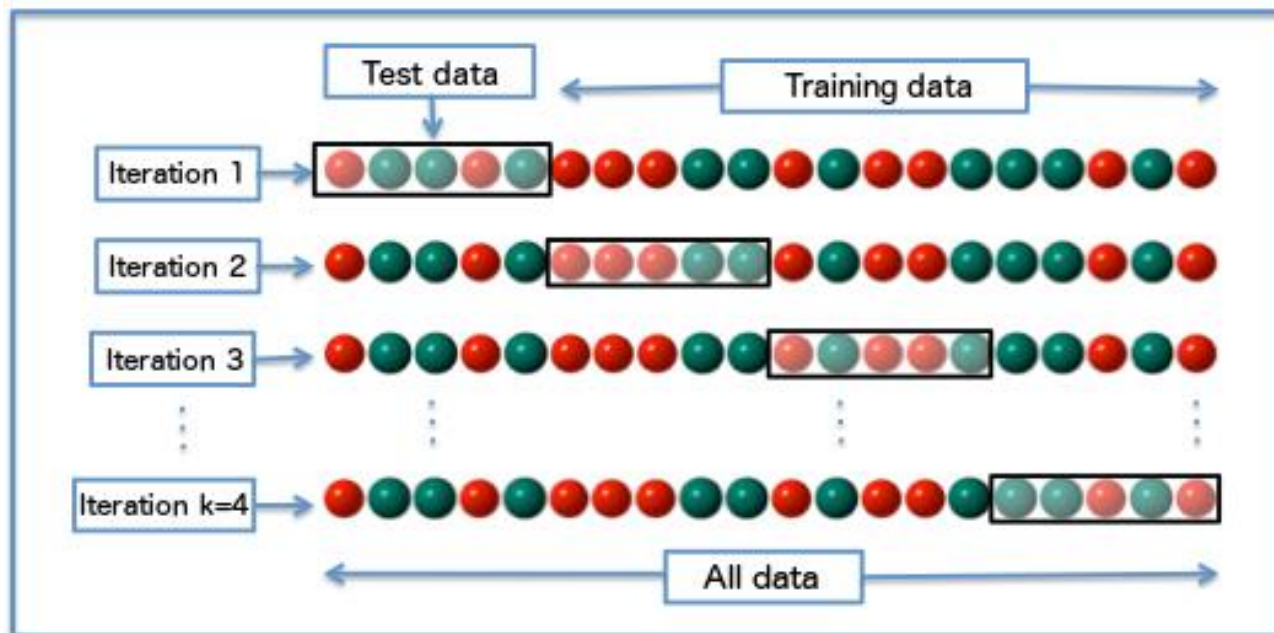 Test data
Training data
Iteration 1
Iteration 2
Iteration 3
Iteration k=4
All data